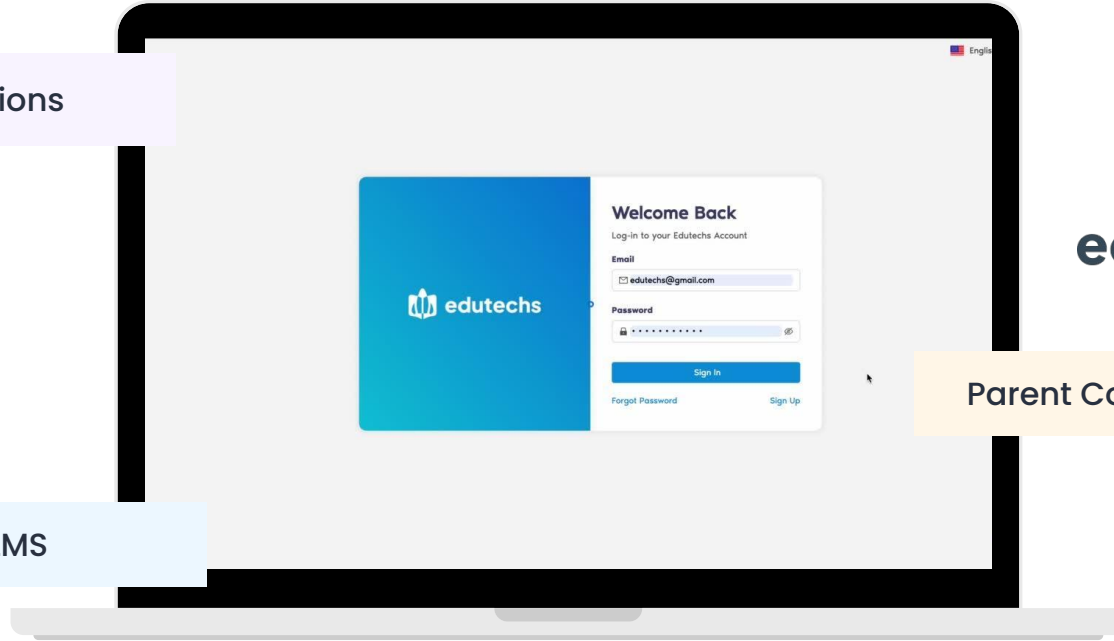 Englis
ions
Welcome Back
Log-in to your Edutechs Account
Email
edutechs@gmail.com
edutechs
Password
Sign In
Forgot Password
Sign Up
Parent Co
MS